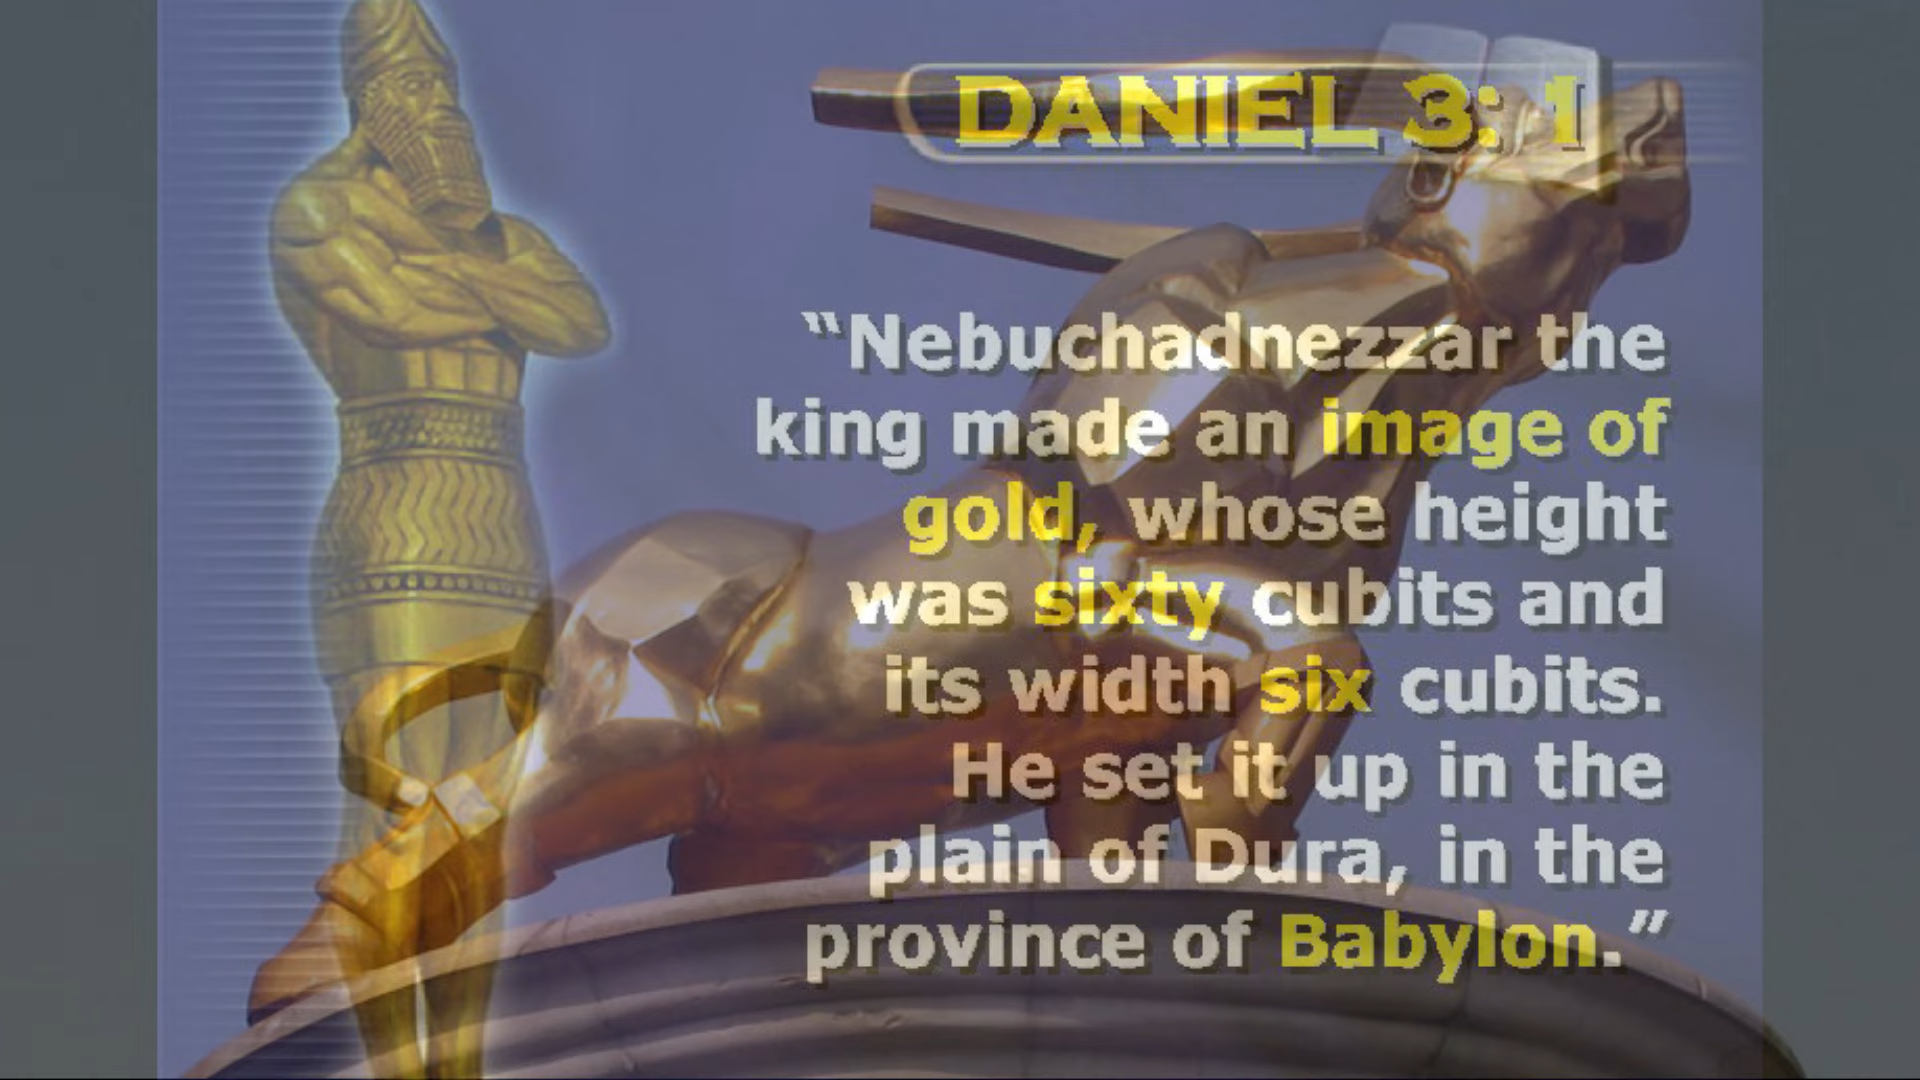 DANIEL 3: 1
“Nebuchadnezzar the
king made an image of
gold, whose height
was sixty cubits and
its width six cubits.
He set it up in the
plain of Dura, in the
province of Babylon.”